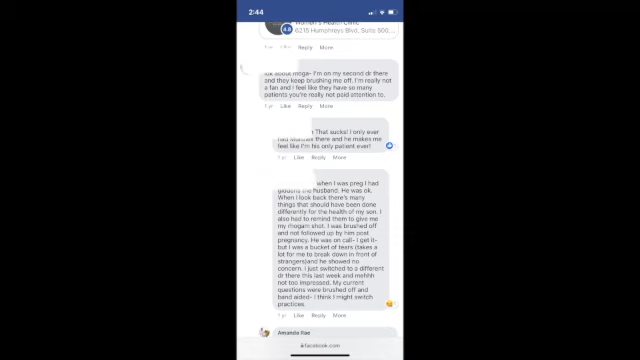 2:44
Women's Health Clinic
6215 Humphreys Blvd, Suite 500,...
4.8
1 yr Like Reply More
about moga- I'm on my second dr there
and they keep brushing me off. I'm really not
a fan and I feel like they have so many
patients you're really not paid attention to.
1 yr Like Reply More
That sucks! I only ever
had there and he makes me
feel like I'm his only patient ever!
1 yr Like Reply More
when I was preg I had
the husband. He was ok.
When I look back there's many
things that should have been done
differently for the health of my son. I
also had to remind them to give me
my rhogam shot. I was brushed off
and not followed up by him post
pregnancy. He was on call- I get it-
but I was a bucket of tears (takes a
lot for me to break down in front of
strangers)and he showed no
concern. I just switched to a different
dr there this last week and mehhh
not too impressed. My current
questions were brushed off and
band aided- I think I might switch
practices.
1 yr Like Reply More
Amanda Rae
facebook.com